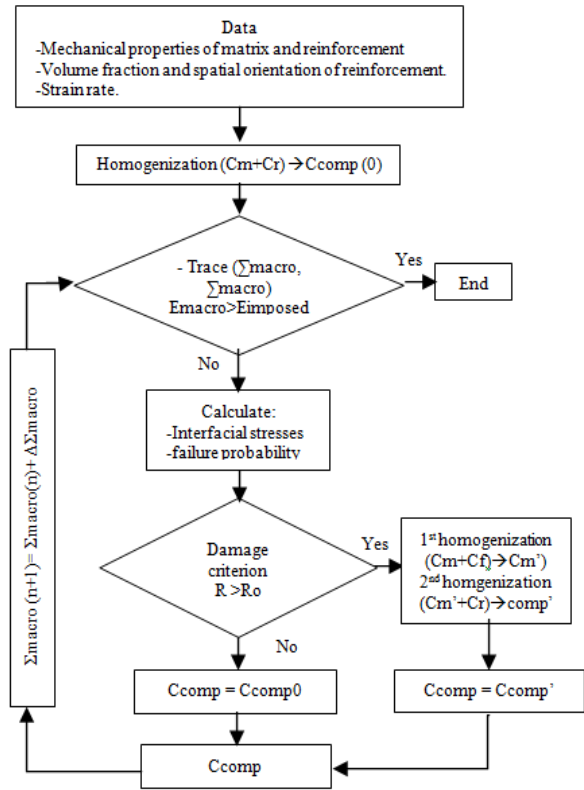 Data
-Mechanical properties of matrix and reinforcement
-Volume fraction and spatial orientation of reinforcement.
-Strain rate.
Homogenization (Cm+Cr)→Ccomp (0)
- Trace (∑macro,
∑macro)
Emacro>Eimposed
Yes
End
No
Calculate:
-Interfacial stresses
-failure probability
Σmacro (n+1)= Σmacro(n)+ ΔΣmacro
Damage
criterion
R >Ro
Yes
1st homogenization
(Cm+Cf)→Cm’)
2nd homgenization
(Cm’+Cr)→comp’
No
Ccomp = Ccomp0
Ccomp = Ccomp’
Ccomp